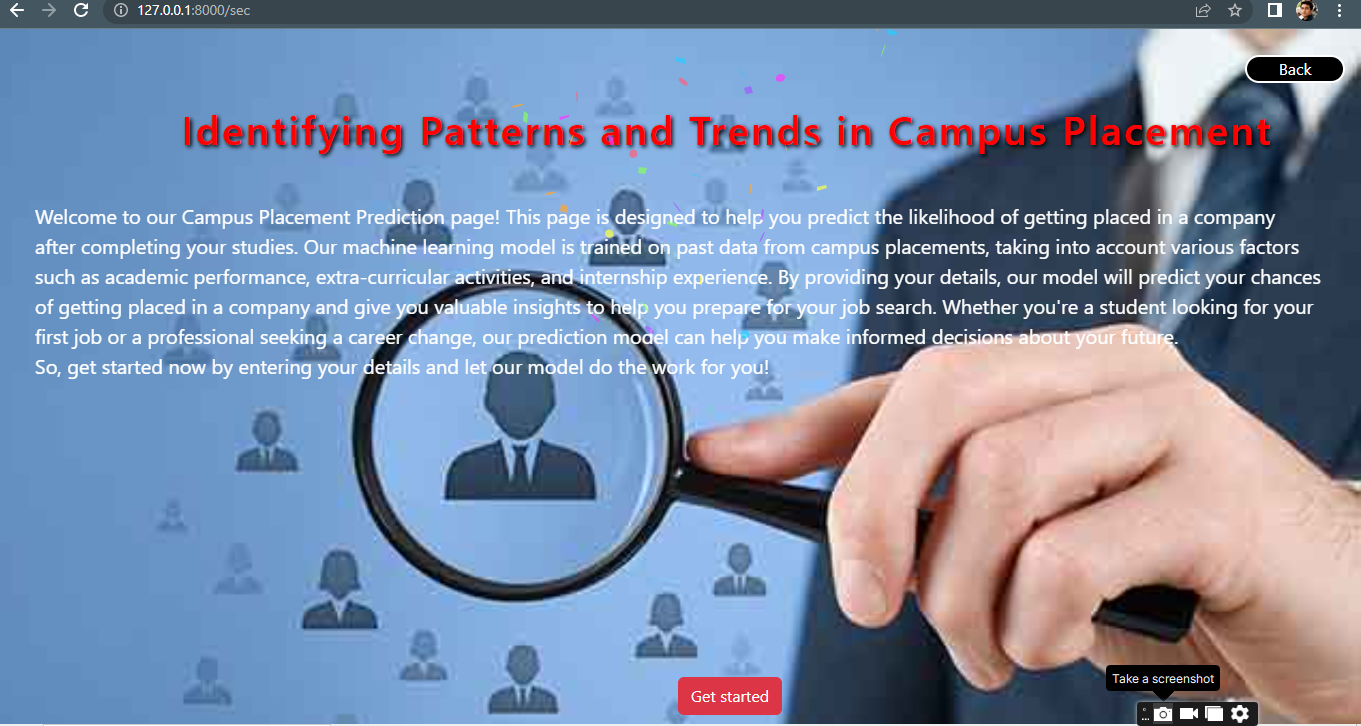 127.0.0.1:8000/sec
Back
Identifying Patterns and Trends in Campus Placement
Welcome to our Campus Placement Prediction page! This page is designed to help you predict the likelihood of getting placed in a company
after completing your studies. Our machine learning model is trained on past data from campus placements, taking into account various factors
such as academic performance, extra-curricular activities, and internship experience. By providing your details, our model will predict your chances
of getting placed in a company and give you valuable insights to help you prepare for your job search. Whether you're a student looking for your
first job or a professional seeking a career change, our prediction model can help you make informed decisions about your future.
So, get started now by entering your details and let our model do the work for you!
Take a screenshot
Get started